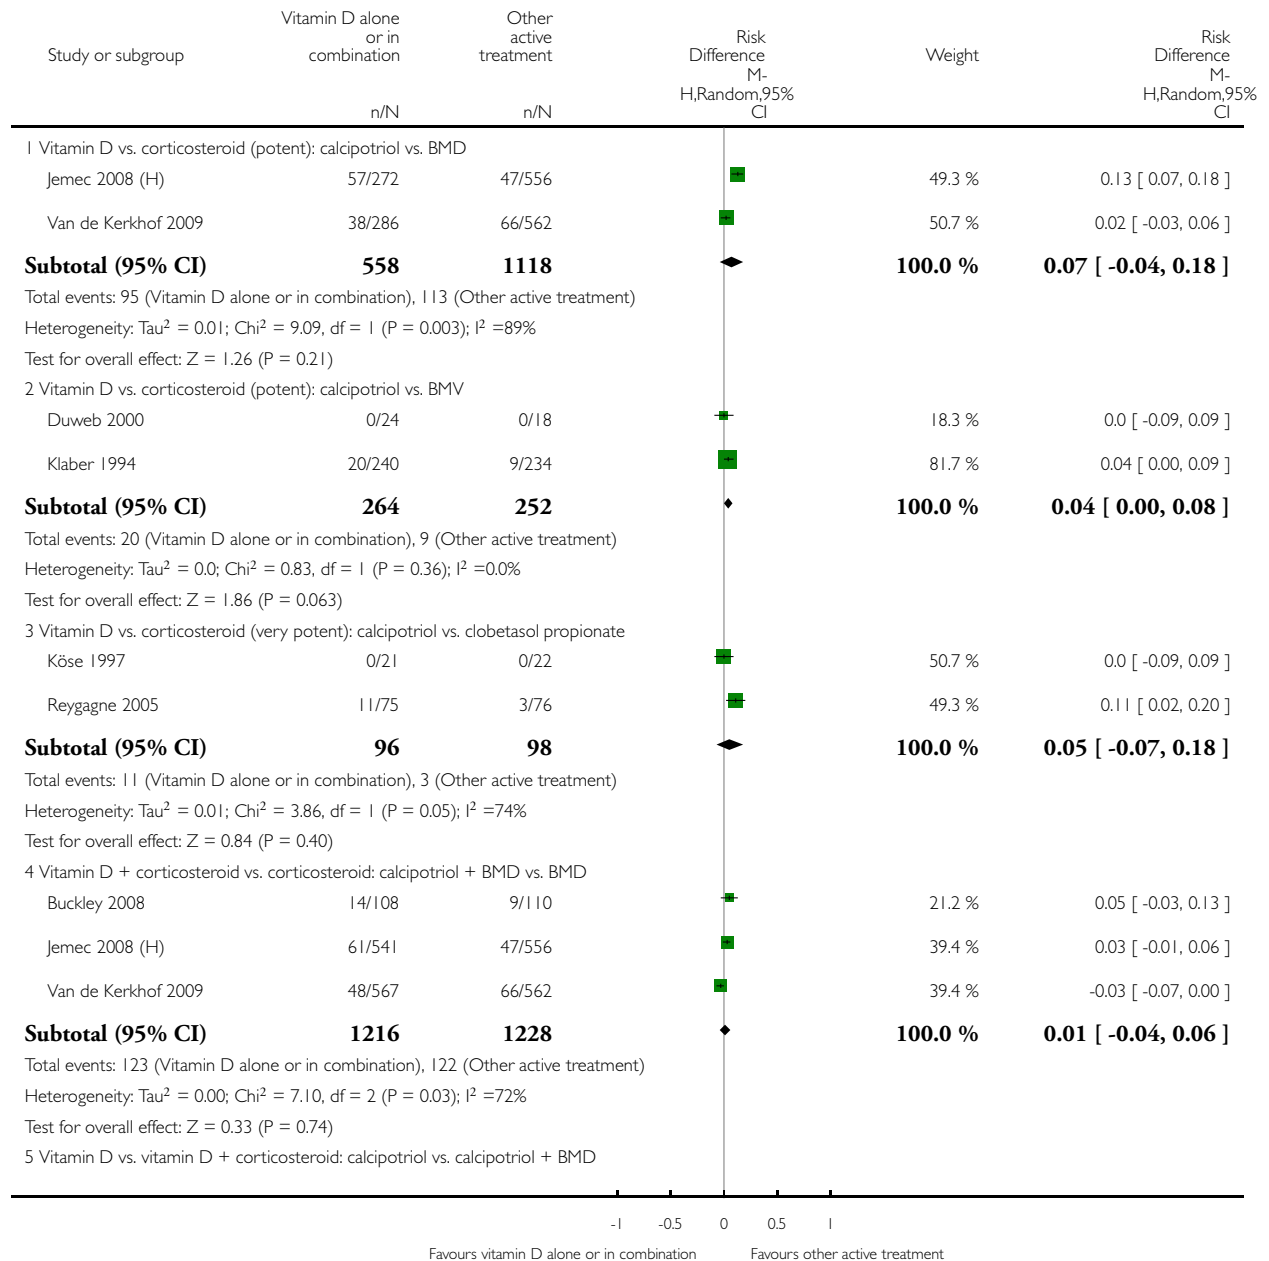 Study or subgroup Vitamin D alone or in combination Other active treatment Risk Difference M-H,Random,95% CI Weight Risk Difference M-H,Random,95% CI
n/N n/N
1 Vitamin D vs. corticosteroid (potent): calcipotriol vs. BMD
Jemec 2008 (H) 57/272 47/556 49.3 % 0.13 [ 0.07, 0.18 ]
Van de Kerkhof 2009 38/286 66/562 50.7 % 0.02 [ -0.03, 0.06 ]
Subtotal (95% CI) 558 1118 100.0 % 0.07 [ -0.04, 0.18 ]
Total events: 95 (Vitamin D alone or in combination), 113 (Other active treatment)
Heterogeneity: Tau² = 0.01; Chi² = 9.09, df = 1 (P = 0.003); I² =89%
Test for overall effect: Z = 1.26 (P = 0.21)
2 Vitamin D vs. corticosteroid (potent): calcipotriol vs. BMV
Duweb 2000 0/24 0/18 18.3 % 0.0 [ -0.09, 0.09 ]
Klaber 1994 20/240 9/234 81.7 % 0.04 [ 0.00, 0.09 ]
Subtotal (95% CI) 264 252 100.0 % 0.04 [ 0.00, 0.08 ]
Total events: 20 (Vitamin D alone or in combination), 9 (Other active treatment)
Heterogeneity: Tau² = 0.0; Chi² = 0.83, df = 1 (P = 0.36); I² =0.0%
Test for overall effect: Z = 1.86 (P = 0.063)
3 Vitamin D vs. corticosteroid (very potent): calcipotriol vs. clobetasol propionate
Köse 1997 0/21 0/22 50.7 % 0.0 [ -0.09, 0.09 ]
Reygagne 2005 11/75 3/76 49.3 % 0.11 [ 0.02, 0.20 ]
Subtotal (95% CI) 96 98 100.0 % 0.05 [ -0.07, 0.18 ]
Total events: 11 (Vitamin D alone or in combination), 3 (Other active treatment)
Heterogeneity: Tau² = 0.01; Chi² = 3.86, df = 1 (P = 0.05); I² =74%
Test for overall effect: Z = 0.84 (P = 0.40)
4 Vitamin D + corticosteroid vs. corticosteroid: calcipotriol + BMD vs. BMD
Buckley 2008 14/108 9/110 21.2 % 0.05 [ -0.03, 0.13 ]
Jemec 2008 (H) 61/541 47/556 39.4 % 0.03 [ -0.01, 0.06 ]
Van de Kerkhof 2009 48/567 66/562 39.4 % -0.03 [ -0.07, 0.00 ]
Subtotal (95% CI) 1216 1228 100.0 % 0.01 [ -0.04, 0.06 ]
Total events: 123 (Vitamin D alone or in combination), 122 (Other active treatment)
Heterogeneity: Tau² = 0.00; Chi² = 7.10, df = 2 (P = 0.03); I² =72%
Test for overall effect: Z = 0.33 (P = 0.74)
5 Vitamin D vs. vitamin D + corticosteroid: calcipotriol vs. calcipotriol + BMD
-1 -0.5 0 0.5 1
Favours vitamin D alone or in combination Favours other active treatment